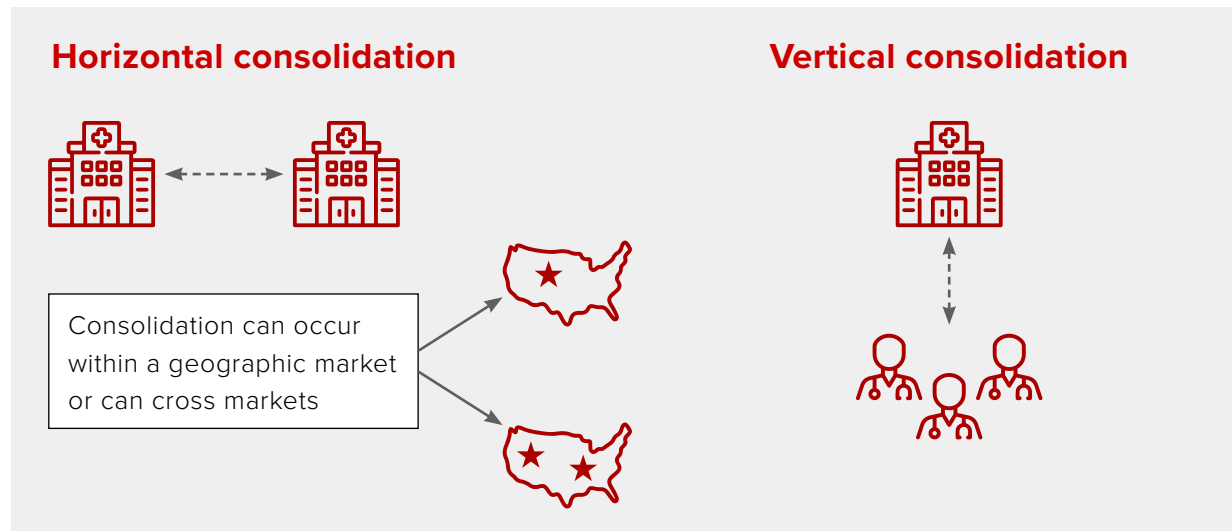 Horizontal consolidation
Vertical consolidation
Consolidation can occur
within a geographic market
or can cross markets